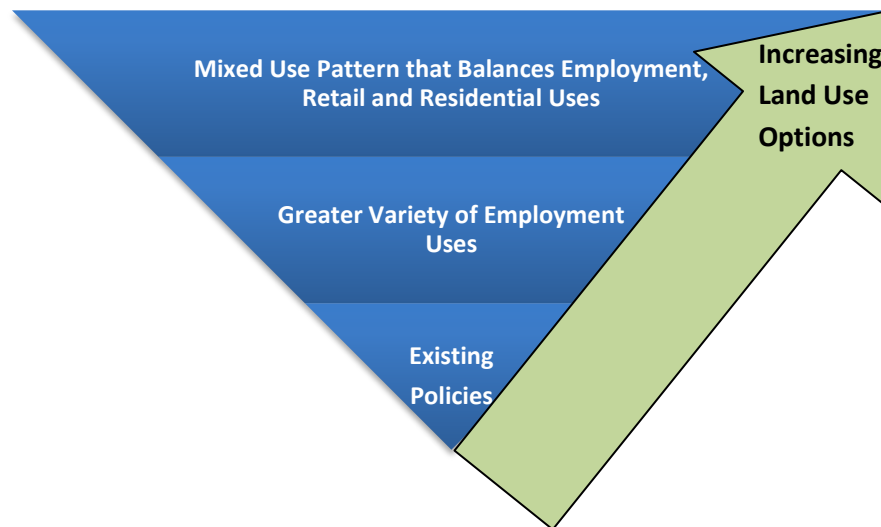 Mixed Use Pattern that Balances Employment,
Retail and Residential Uses
Increasing
Land Use
Options
Greater Variety of Employment
Uses
Existing
Policies